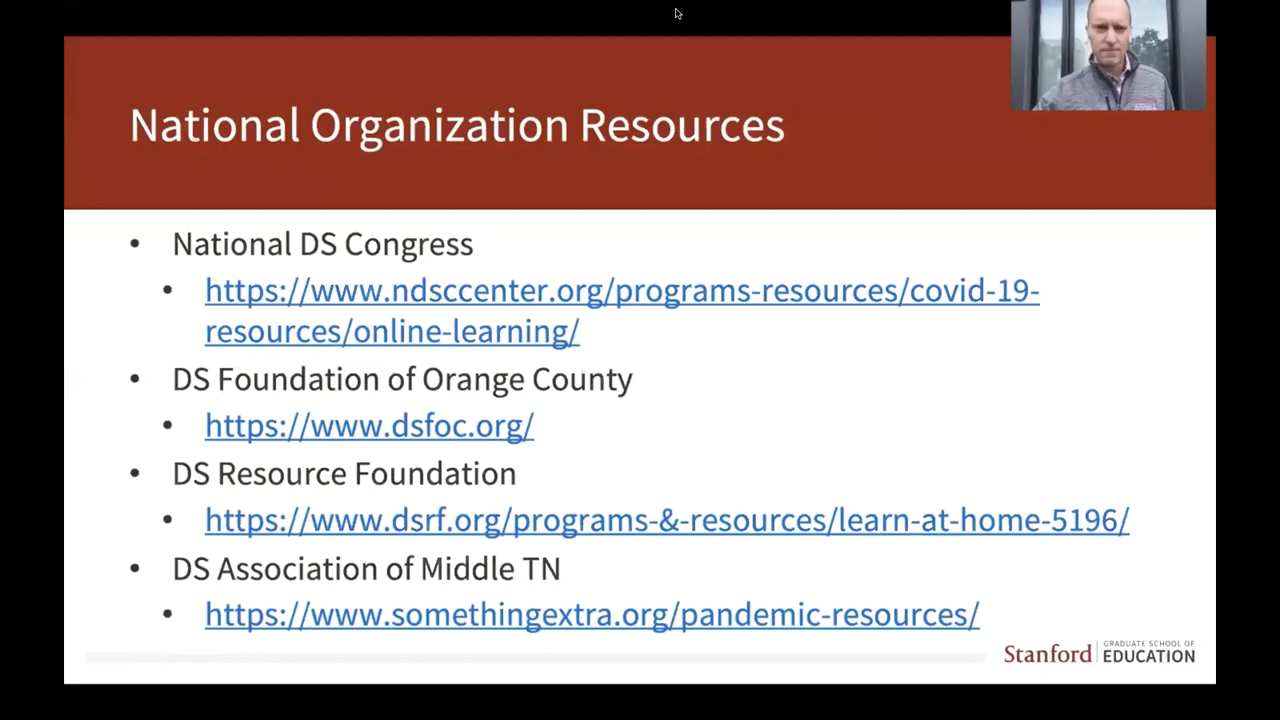 National Organization Resources
• National DS Congress
• https://www.ndsccenter.org/programs-resources/covid-19-
resources/online-learning/
• DS Foundation of Orange County
• https://www.dsfoc.org/
• DS Resource Foundation
• https://www.dsrf.org/programs-&-resources/learn-at-home-5196/
• DS Association of Middle TN
• https://www.somethingextra.org/pandemic-resources/
Stanford
GRADUATE SCHOOL OF
EDUCATION